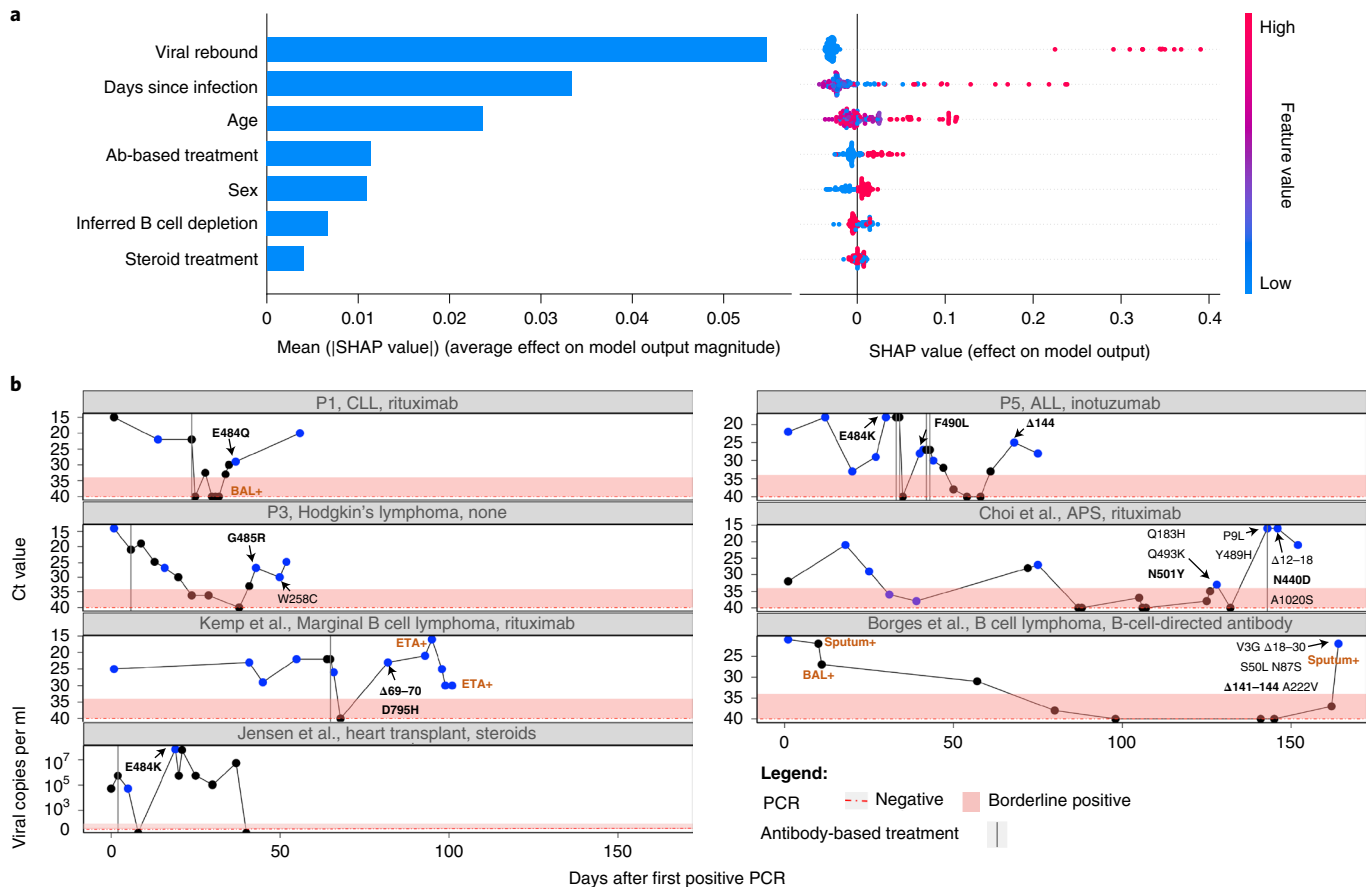 a
Viral rebound
Days since infection
Age
Ab-based treatment
Sex
Inferred B cell depletion
Steroid treatment
0 0.01 0.02 0.03 0.04 0.05
Mean (|SHAP value|) (average effect on model output magnitude)
0 0.1 0.2 0.3 0.4
SHAP value (effect on model output)
High
Feature value
Low
b
Ct value
Viral copies per ml
P1, CLL, rituximab
15
20
25
30
35
40
E484Q
BAL+
P3, Hodgkin's lymphoma, none
15
20
25
30
35
40
G485R
W258C
Kemp et al., Marginal B cell lymphoma, rituximab
15
20
25
30
35
40
ETA+
Δ69–70
D795H
ETA+
Jensen et al., heart transplant, steroids
10⁷
10⁵
10³
0
E484K
0 50 100 150
P5, ALL, inotuzumab
20
25
30
35
40
E484K
F490L
Δ144
Choi et al., APS, rituximab
15
20
25
30
35
40
Q183H
Q493K
N501Y
P9L
Y489H
Δ12–18
N440D
A1020S
Borges et al., B cell lymphoma, B-cell-directed antibody
25
30
35
40
Sputum+
BAL+
V3G Δ18–30
S50L N87S
Δ141–144 A222V
Sputum+
0 50 100 150
Days after first positive PCR
Legend:
PCR Negative Borderline positive
Antibody-based treatment